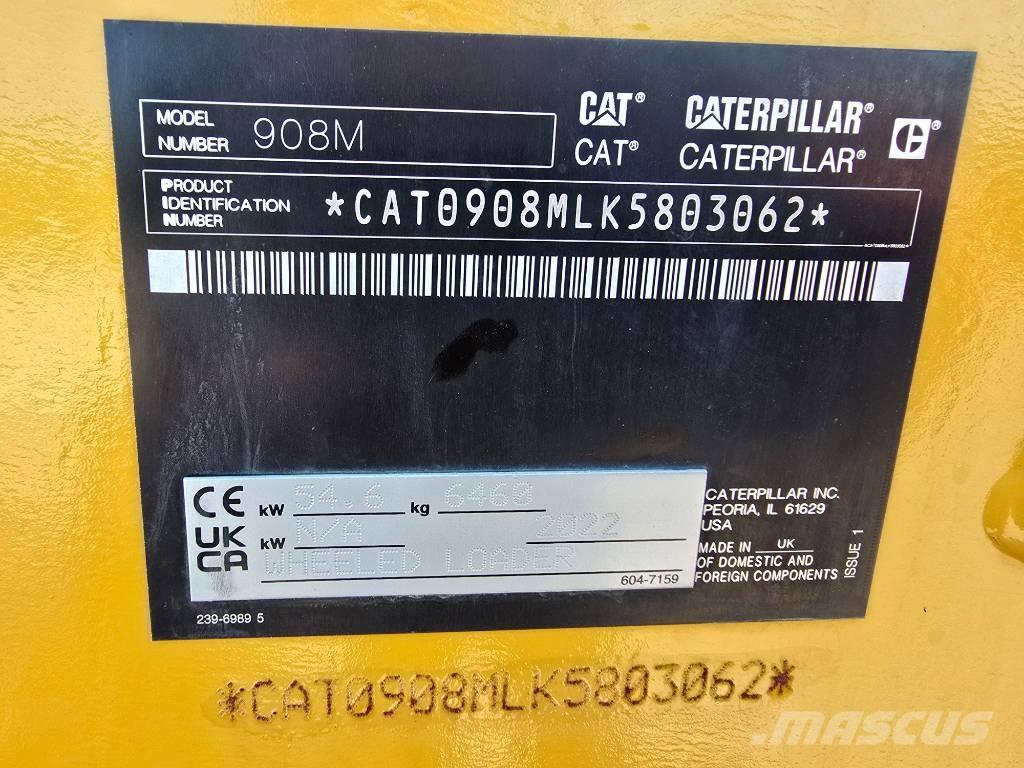 MODEL
NUMBER 908M
CAT® CATERPILLAR®
CAT® CATERPILLAR®
PRODUCT
IDENTIFICATION
NUMBER
*CAT0908MLK5803062*
CE kW 54.6 kg 6460
UK
CA kW N/A 2022
WHEELED LOADER
604-7159
CATERPILLAR INC.
PEORIA, IL 61629
USA
MADE IN UK
OF DOMESTIC AND
FOREIGN COMPONENTS
ISSUE 1
239-6989 5
*CAT0908MLK5803062*
MASCUS